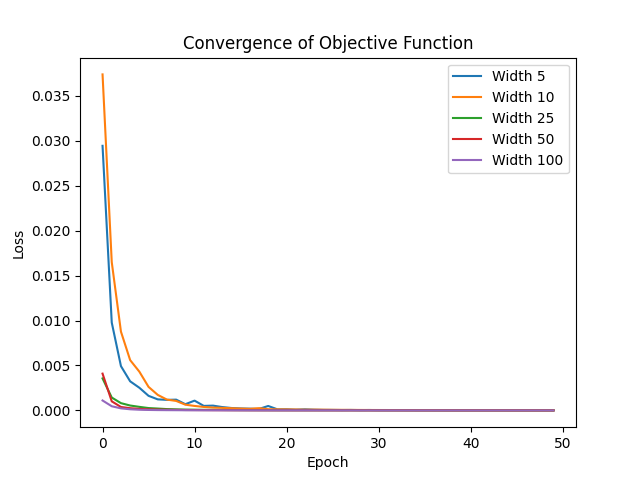 Convergence of Objective Function
Width 5
Width 10
Width 25
Width 50
Width 100
Loss
0.035
0.030
0.025
0.020
0.015
0.010
0.005
0.000
0
10
20
30
40
50
Epoch